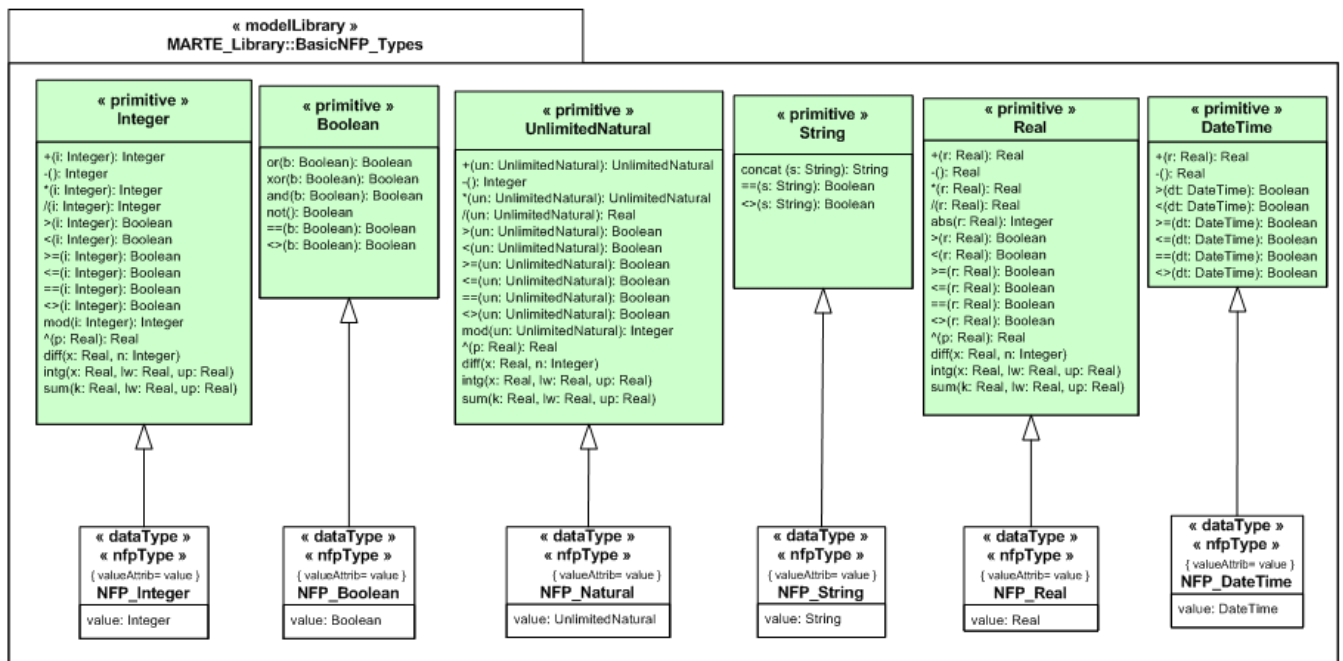 « modelLibrary »
MARTE_Library::BasicNFP_Types
« primitive »
Integer
+(i: Integer): Integer
-(): Integer
*(i: Integer): Integer
/(i: Integer): Integer
>(i: Integer): Boolean
<(i: Integer): Boolean
>=(i: Integer): Boolean
<=(i: Integer): Boolean
==(i: Integer): Boolean
<>(i: Integer): Boolean
mod(i: Integer): Integer
^(p: Real): Real
diff(x: Real, n: Integer)
intg(x: Real, lw: Real, up: Real)
sum(k: Real, lw: Real, up: Real)
« primitive »
Boolean
or(b: Boolean): Boolean
xor(b: Boolean): Boolean
and(b: Boolean): Boolean
not(): Boolean
==(b: Boolean): Boolean
<>(b: Boolean): Boolean
« primitive »
UnlimitedNatural
+(un: UnlimitedNatural): UnlimitedNatural
-(): Integer
*(un: UnlimitedNatural): UnlimitedNatural
/(un: UnlimitedNatural): Real
>(un: UnlimitedNatural): Boolean
<(un: UnlimitedNatural): Boolean
>=(un: UnlimitedNatural): Boolean
<=(un: UnlimitedNatural): Boolean
==(un: UnlimitedNatural): Boolean
<>(un: UnlimitedNatural): Boolean
mod(un: UnlimitedNatural): Integer
^(p: Real): Real
diff(x: Real, n: Integer)
intg(x: Real, lw: Real, up: Real)
sum(k: Real, lw: Real, up: Real)
« primitive »
String
concat (s: String): String
==(s: String): Boolean
<>(s: String): Boolean
« primitive »
Real
+(r: Real): Real
-(): Real
*(r: Real): Real
/(r: Real): Real
abs(r: Real): Integer
>(r: Real): Boolean
<(r: Real): Boolean
>=(r: Real): Boolean
<=(r: Real): Boolean
==(r: Real): Boolean
<>(r: Real): Boolean
^(p: Real): Real
diff(x: Real, n: Integer)
intg(x: Real, lw: Real, up: Real)
sum(k: Real, lw: Real, up: Real)
« primitive »
DateTime
+(r: Real): Real
-(): Real
>(dt: DateTime): Boolean
<(dt: DateTime): Boolean
>=(dt: DateTime): Boolean
<=(dt: DateTime): Boolean
==(dt: DateTime): Boolean
<>(dt: DateTime): Boolean
« dataType »
« nfpType »
{ valueAttrib= value }
NFP_Integer
value: Integer
« dataType »
« nfpType »
{ valueAttrib= value }
NFP_Boolean
value: Boolean
« dataType »
« nfpType »
{ valueAttrib= value }
NFP_Natural
value: UnlimitedNatural
« dataType »
« nfpType »
{ valueAttrib= value }
NFP_String
value: String
« dataType »
« nfpType »
{ valueAttrib= value }
NFP_Real
value: Real
« dataType »
« nfpType »
{ valueAttrib= value }
NFP_DateTime
value: DateTime